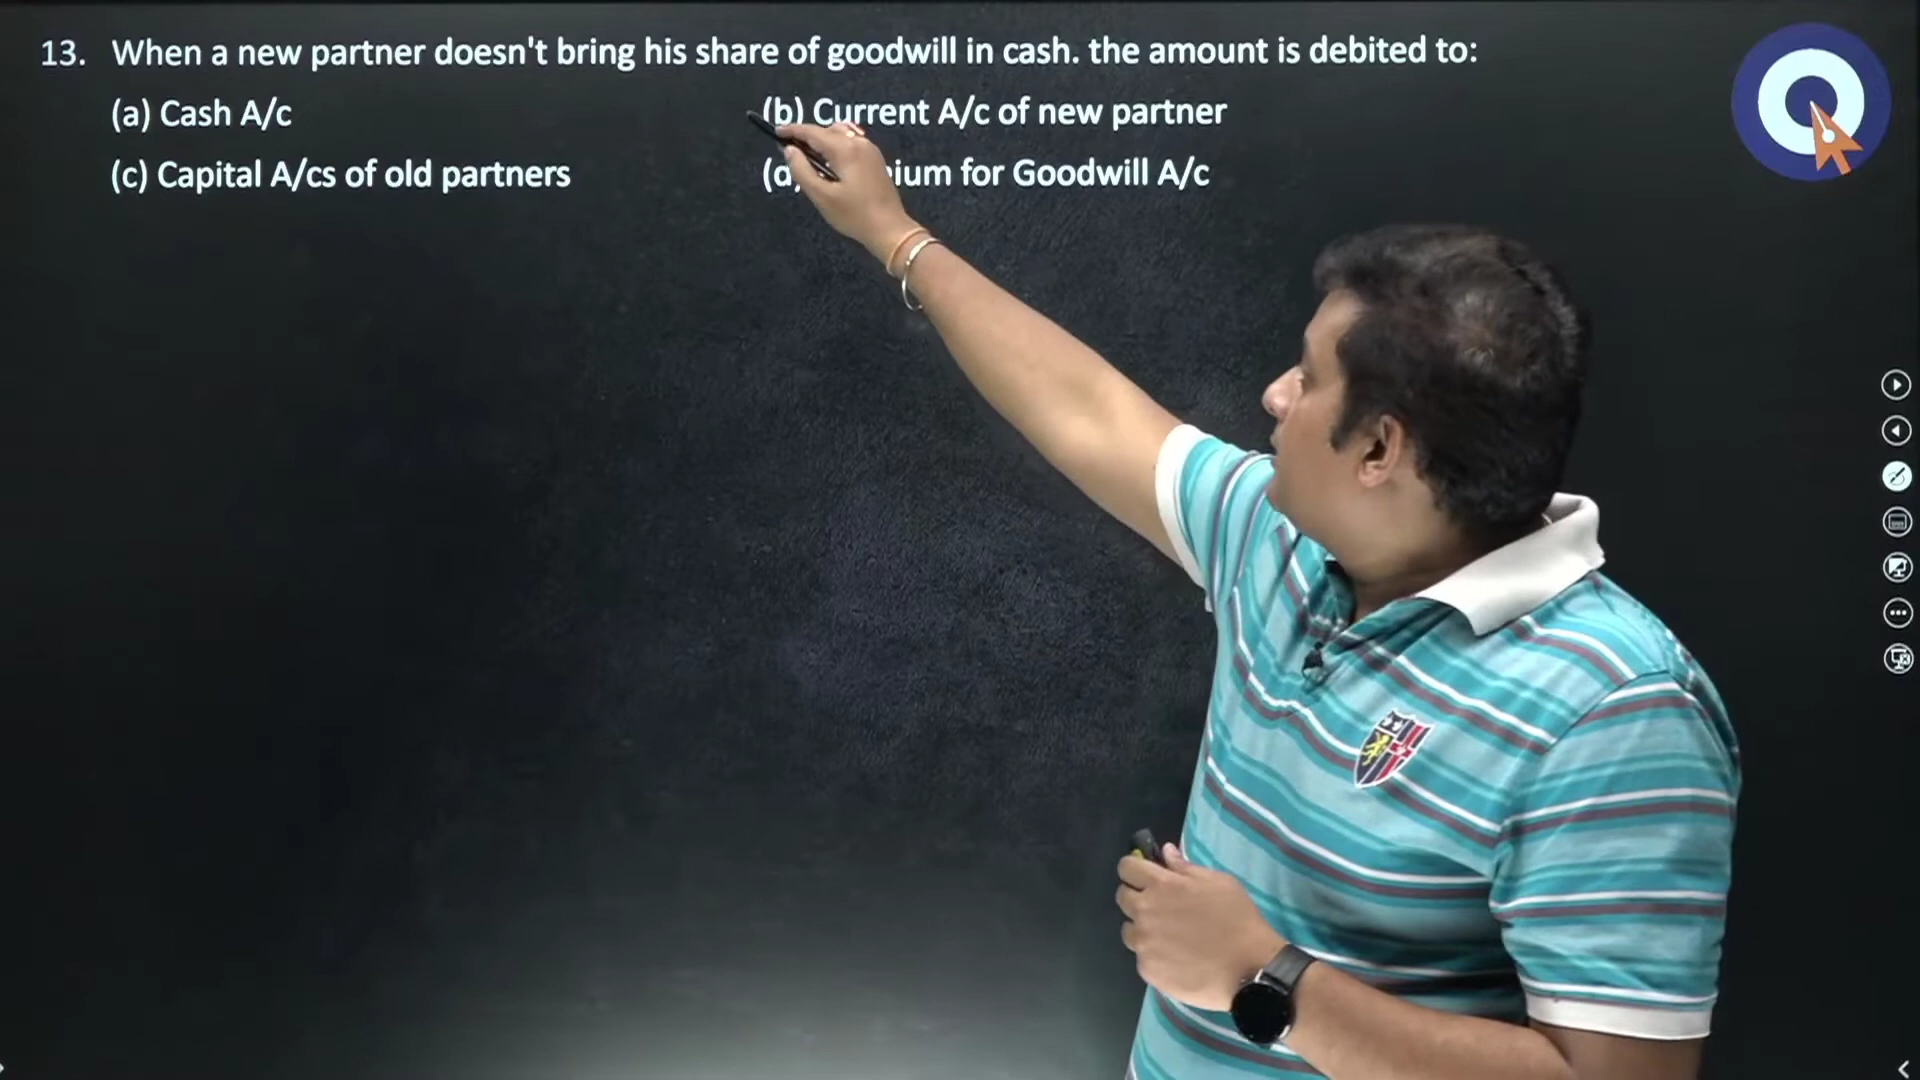 13. When a new partner doesn't bring his share of goodwill in cash. the amount is debited to:
(a) Cash A/c (b) Current A/c of new partner
(c) Capital A/cs of old partners (d) for Goodwill A/c